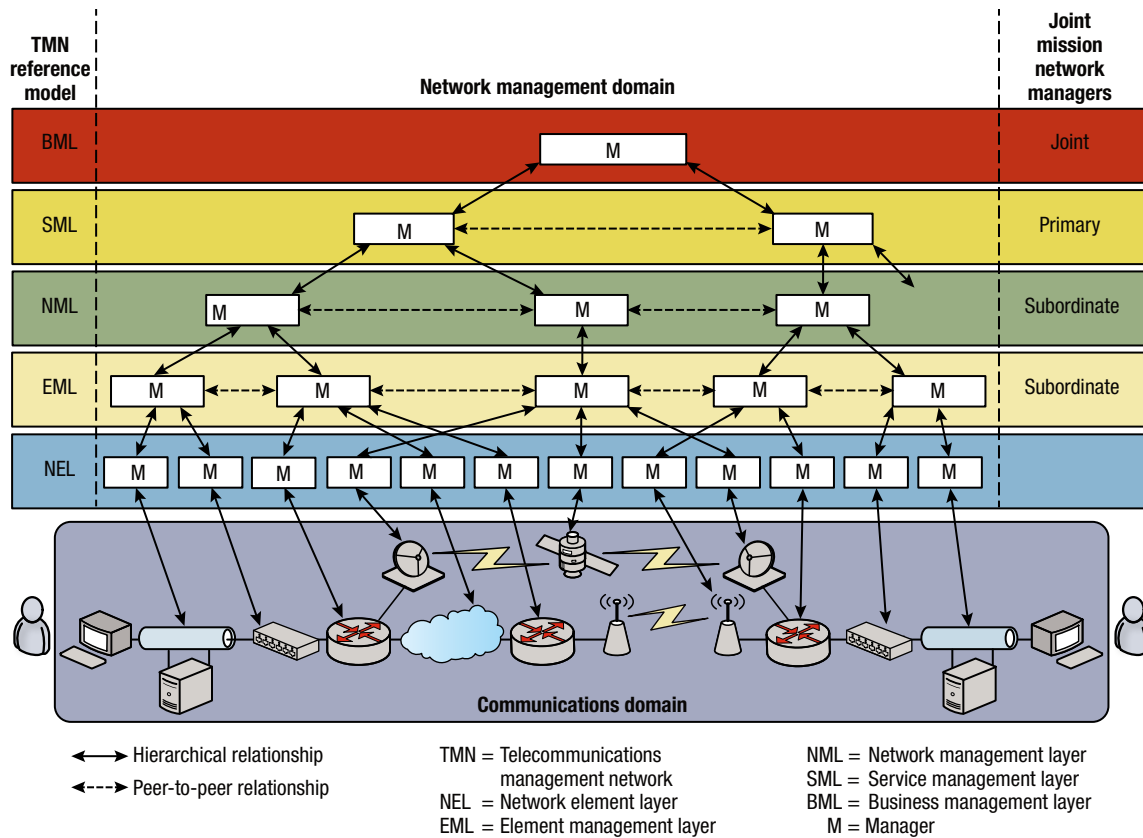 TMN
reference
model
Network management domain
Joint
mission
network
managers
BML
M
Joint
SML
M
M
Primary
NML
M
M
M
Subordinate
EML
M
M
M
M
M
Subordinate
NEL
M
M
M
M
M
M
M
M
M
M
M
M
Communications domain
Hierarchical relationship
Peer-to-peer relationship
TMN = Telecommunications
management network
NEL = Network element layer
EML = Element management layer
NML = Network management layer
SML = Service management layer
BML = Business management layer
M = Manager